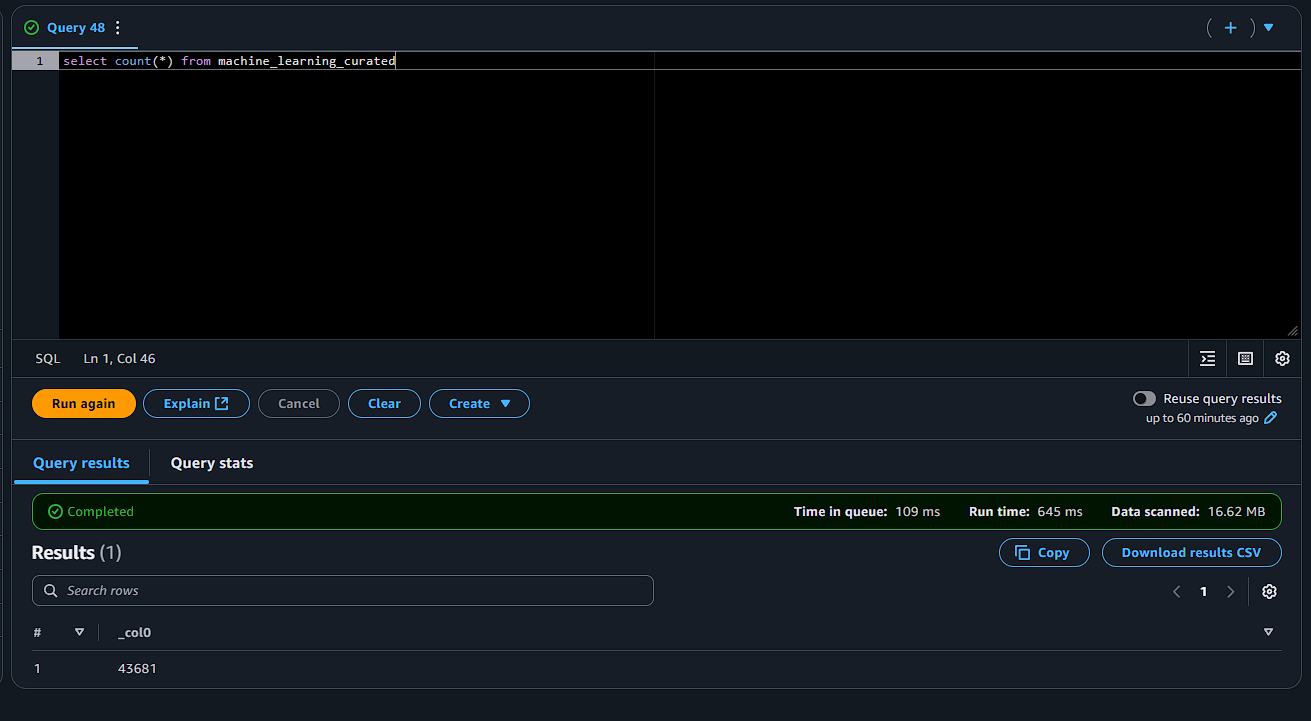 Query 48
1 select count(*) from machine_learning_curated
SQL Ln 1, Col 46
Run again Explain Cancel Clear Create
Reuse query results
up to 60 minutes ago
Query results Query stats
Completed Time in queue: 109 ms Run time: 645 ms Data scanned: 16.62 MB
Results (1) Copy Download results CSV
Search rows 1
# _col0
1 43681